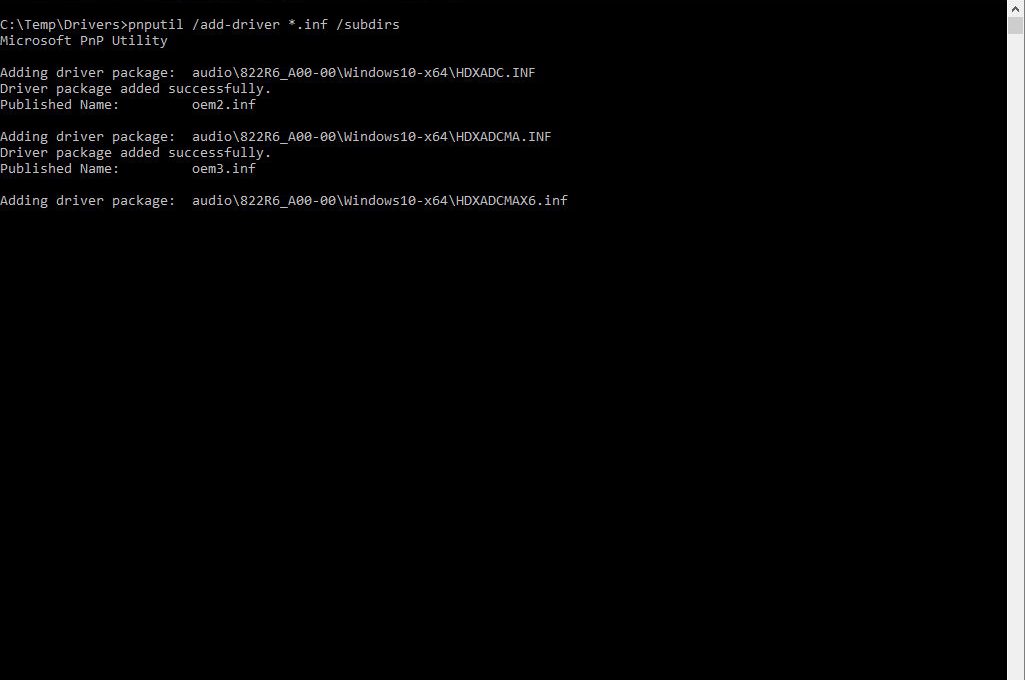 C:\Temp\Drivers>pnputil /add-driver *.inf /subdirs
Microsoft PnP Utility
Adding driver package:  audio\822R6_A00-00\Windows10-x64\HDXADC.INF
Driver package added successfully.
Published Name:         oem2.inf
Adding driver package:  audio\822R6_A00-00\Windows10-x64\HDXADCMA.INF
Driver package added successfully.
Published Name:         oem3.inf
Adding driver package:  audio\822R6_A00-00\Windows10-x64\HDXADCMAX6.inf